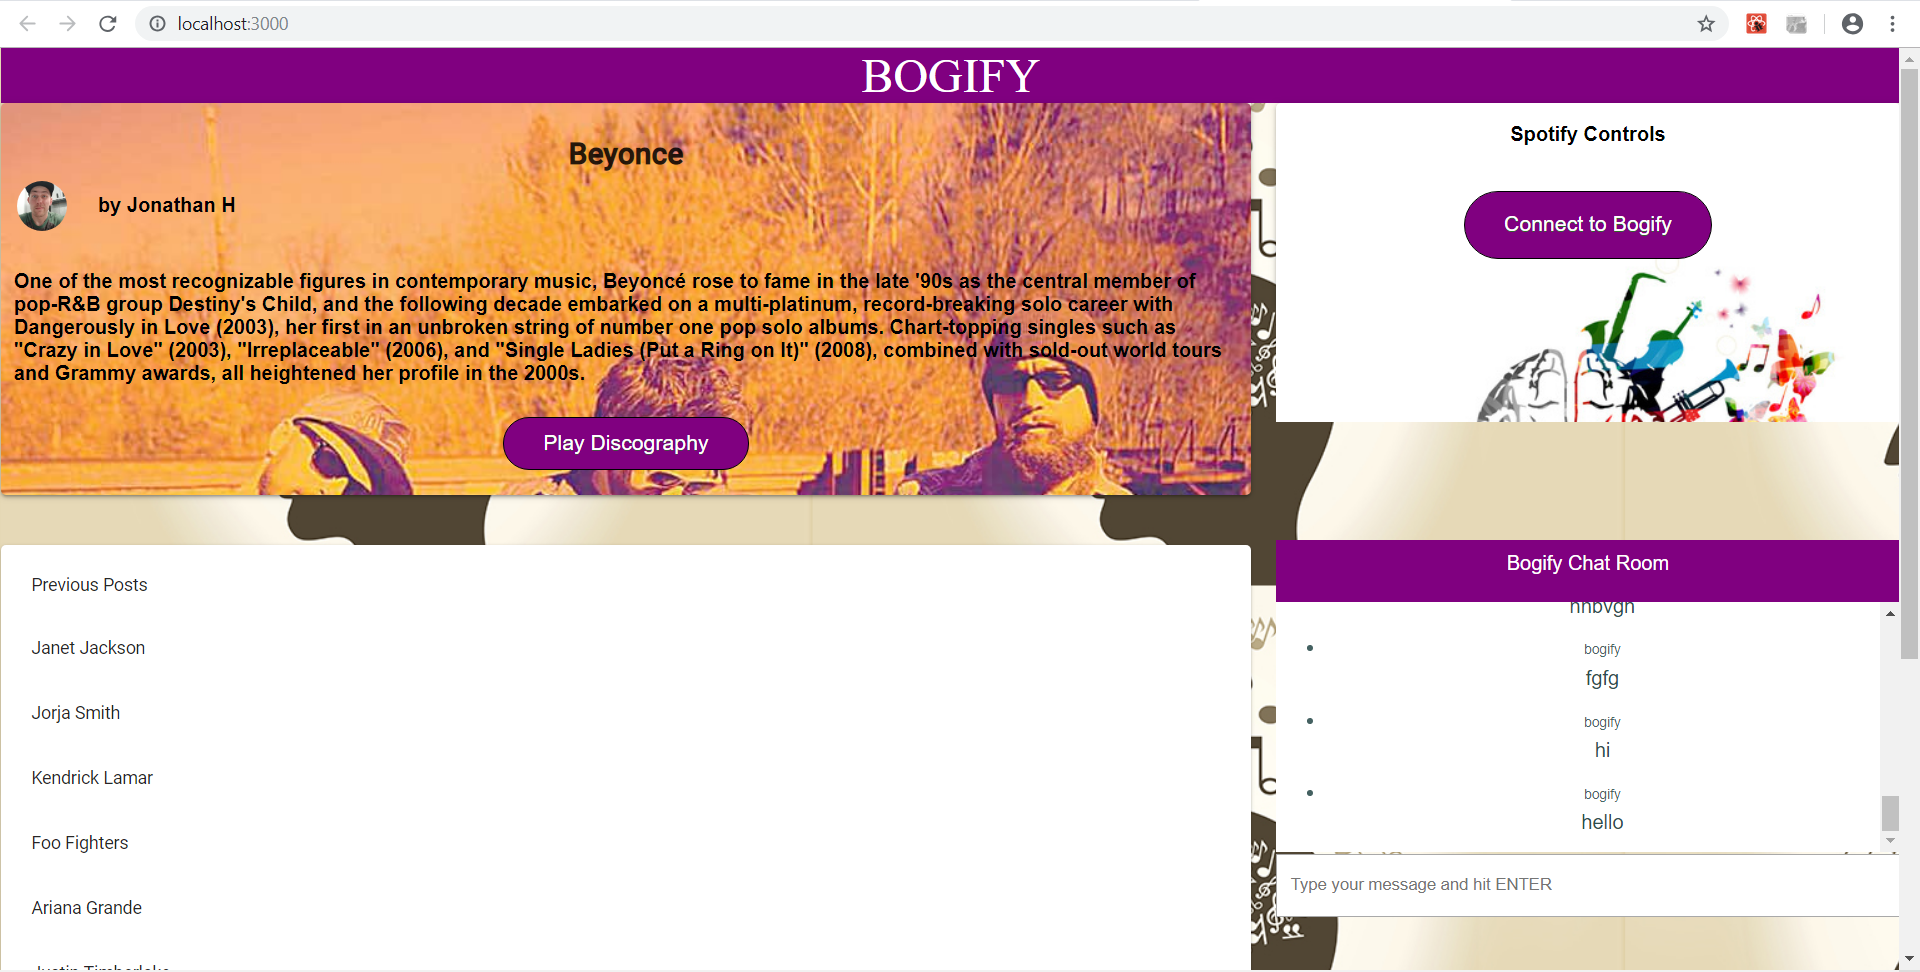 localhost:3000
BOGIFY
Beyonce
by Jonathan H
One of the most recognizable figures in contemporary music, Beyoncé rose to fame in the late '90s as the central member of
pop-R&B group Destiny's Child, and the following decade embarked on a multi-platinum, record-breaking solo career with
Dangerously in Love (2003), her first in an unbroken string of number one pop solo albums. Chart-topping singles such as
"Crazy in Love" (2003), "Irreplaceable" (2006), and "Single Ladies (Put a Ring on It)" (2008), combined with sold-out world tours
and Grammy awards, all heightened her profile in the 2000s.
Play Discography
Previous Posts
Janet Jackson
Jorja Smith
Kendrick Lamar
Foo Fighters
Ariana Grande
Justin Timberlake
Spotify Controls
Connect to Bogify
Bogify Chat Room
bogify
fgfg
bogify
hi
bogify
hello
Type your message and hit ENTER